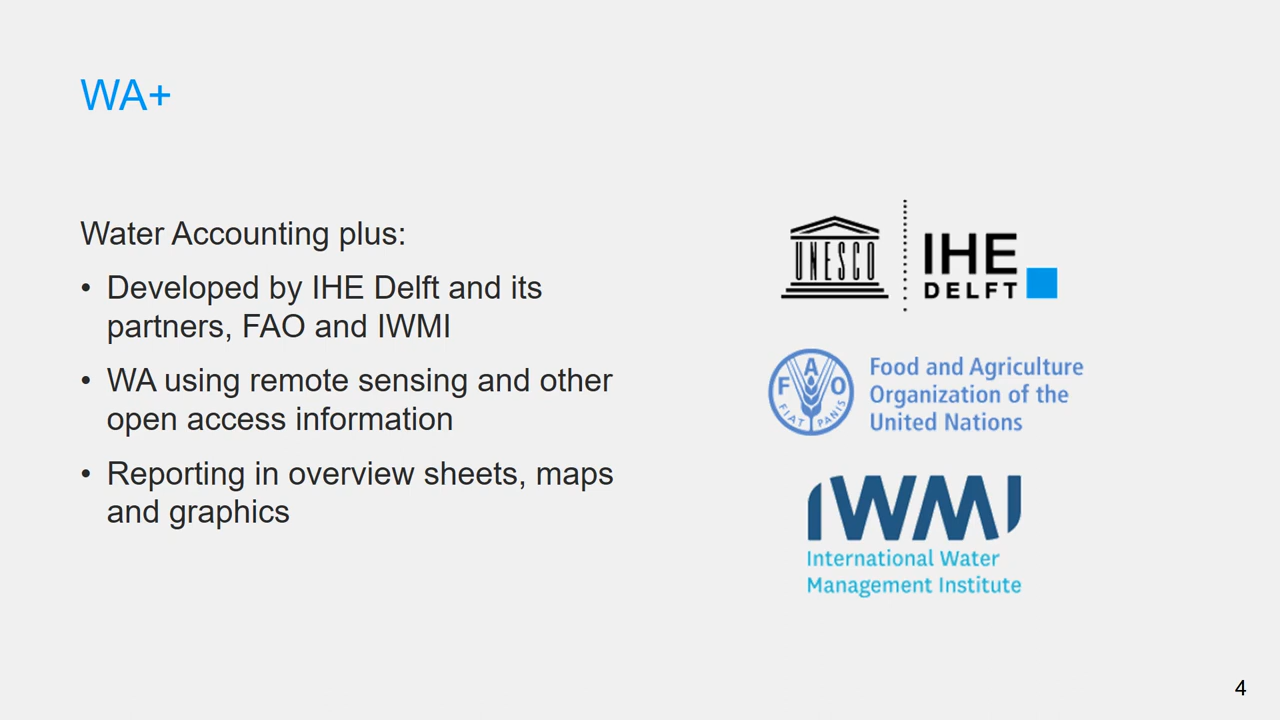 WA+
Water Accounting plus:
• Developed by IHE Delft and its
partners, FAO and IWMI
• WA using remote sensing and other
open access information
• Reporting in overview sheets, maps
and graphics
UNESCO
IHE
DELFT
FAO
FIAT PANIS
Food and Agriculture
Organization of the
United Nations
IWMI
International Water
Management Institute
4